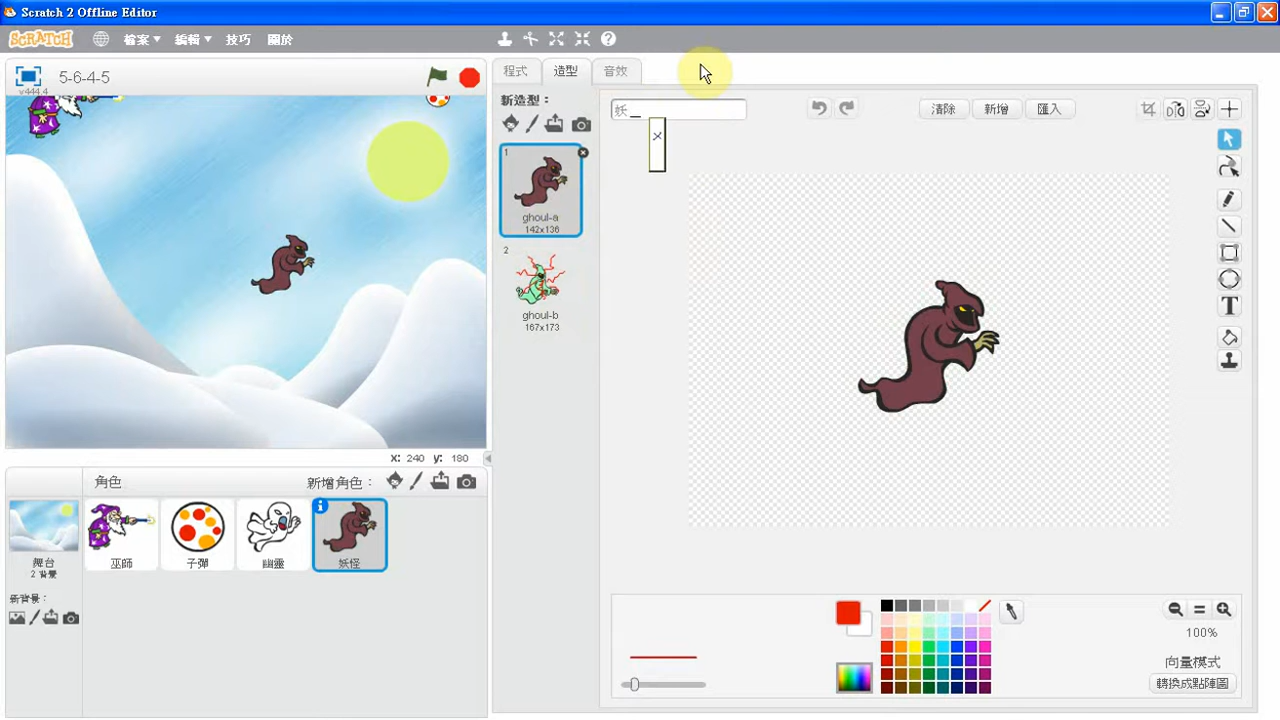 Scratch 2 Offline Editor
SCRATCH 檔案 編輯 技巧 關於
v444.4 5-6-4-5
程式 造型 音效
新造型：
妖
清除 新增 匯入
1
ghoul-a
142x136
2
ghoul-b
167x173
x: 240 y: 180
角色 新增角色：
舞台
2 背景
巫師 子彈 幽靈 妖怪
新背景：
T
100%
向量模式
轉換成點陣圖